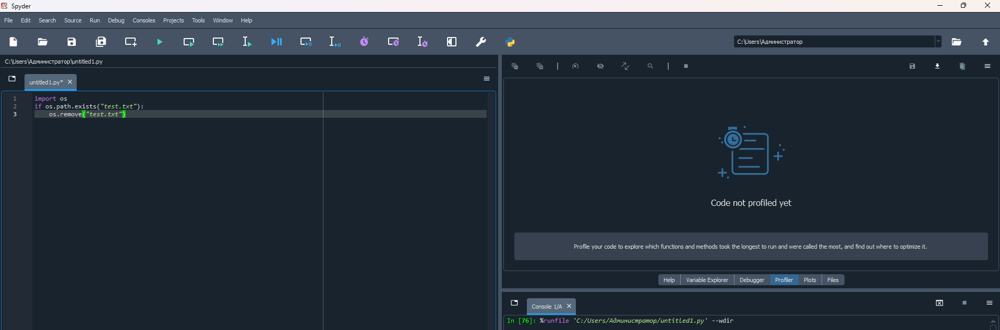 Spyder
File Edit Search Source Run Debug Consoles Projects Tools Window Help
C:\Users\Администратор
C:\Users\Администратор\untitled1.py
untitled1.py*
1 import os
2 if os.path.exists("test.txt"):
3 os.remove("test.txt")
Code not profiled yet
Profile your code to explore which functions and methods took the longest to run and were called the most, and find out where to optimize it.
Help Variable Explorer Debugger Profiler Plots Files
Console 1/A
In [76]: %runfile 'C:/Users/Администратор/untitled1.py' --wdir